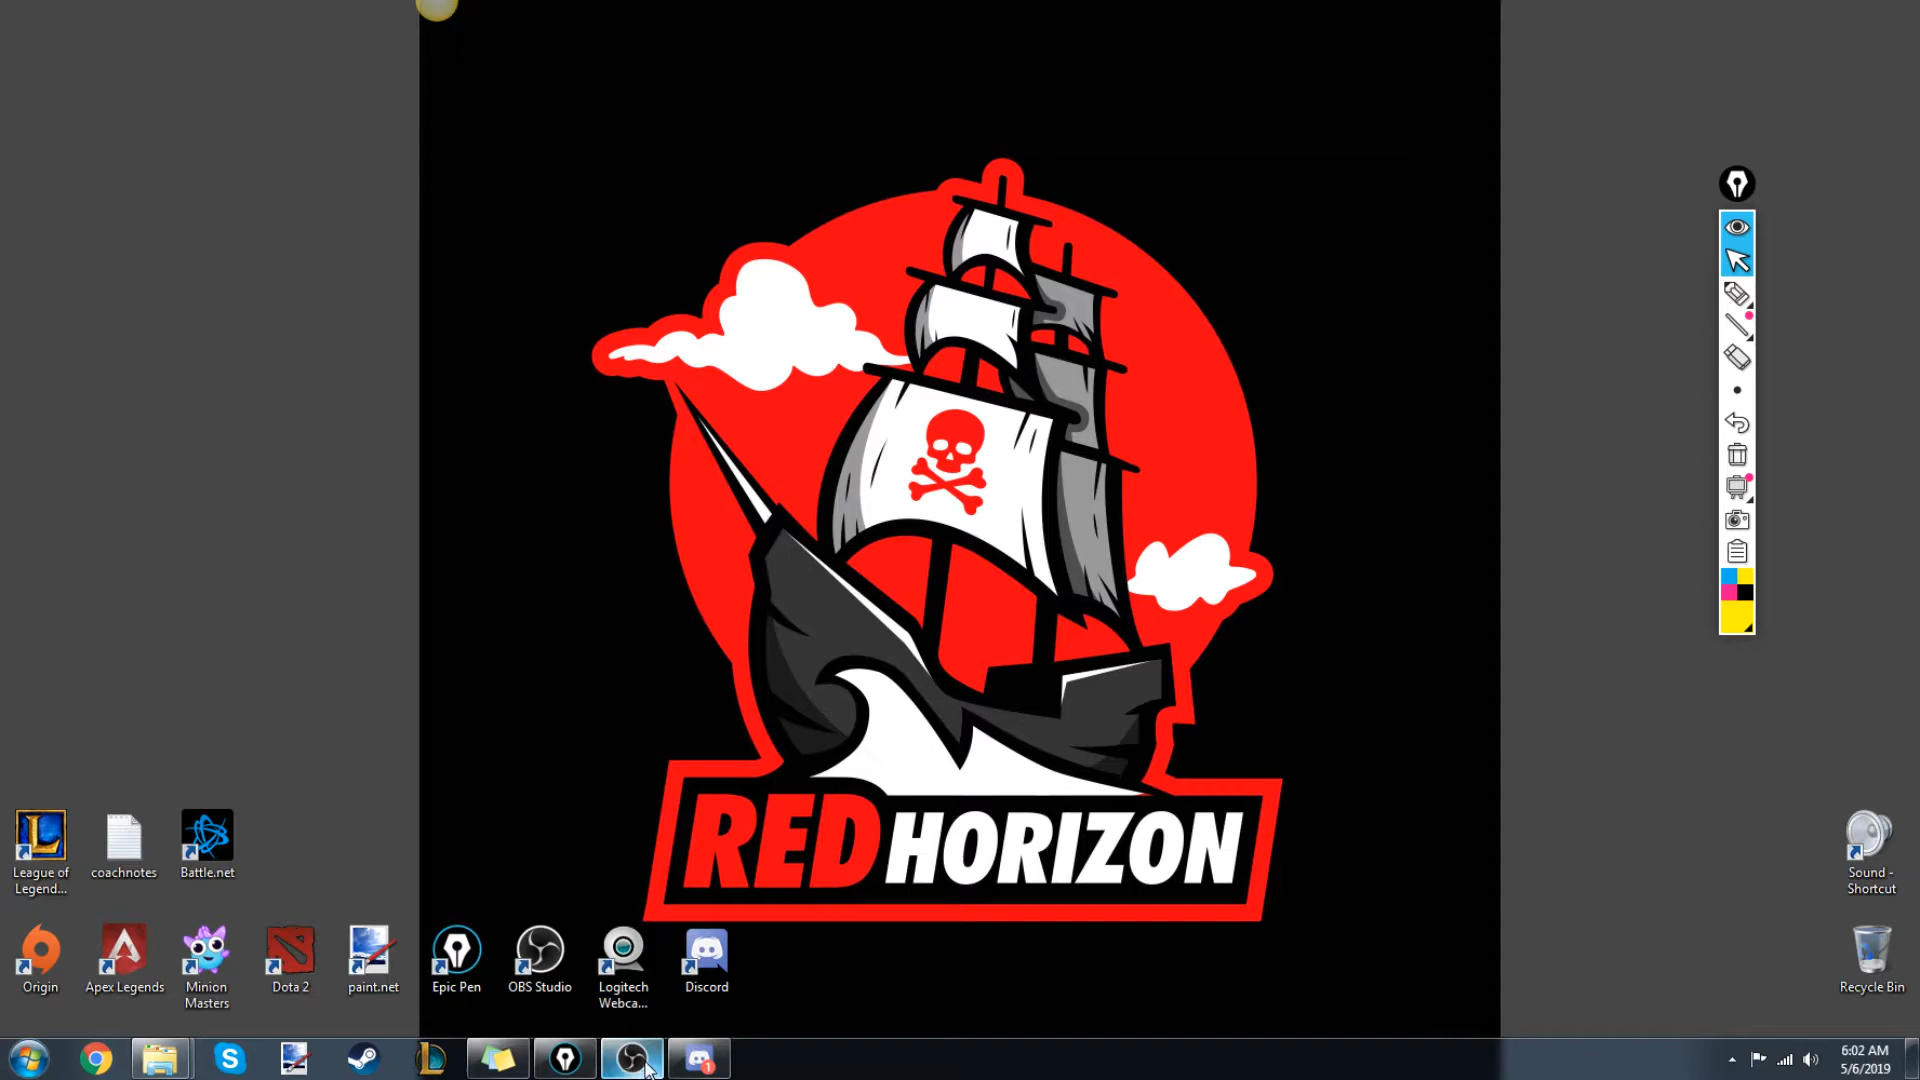 RED HORIZON
League of
Legend...
coachnotes
Battle.net
Sound -
Shortcut
Origin
Apex Legends
Minion
Masters
Dota 2
paint.net
Epic Pen
OBS Studio
Logitech
Webca...
Discord
Recycle Bin
1
6:02 AM
5/6/2019